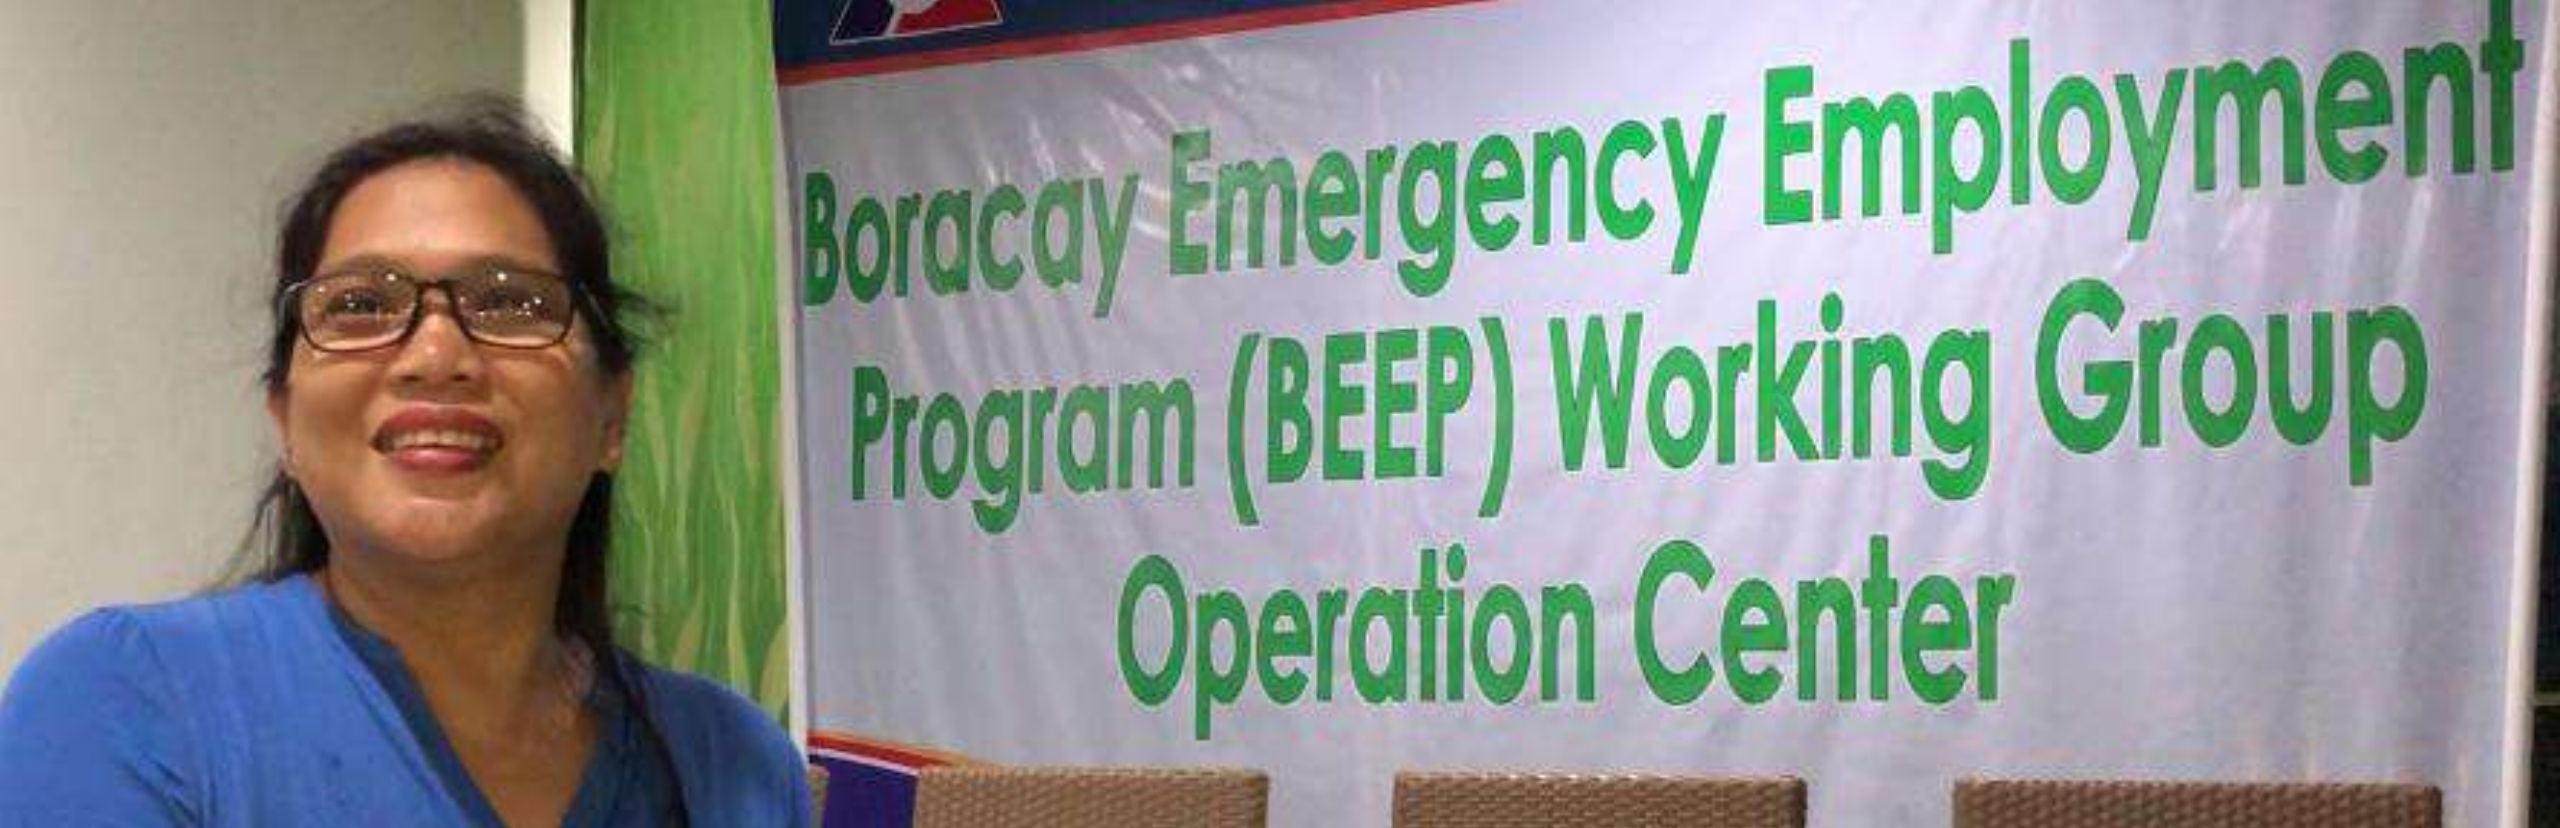 Boracay Emergency Employment
Program (BEEP) Working Group
Operation Center